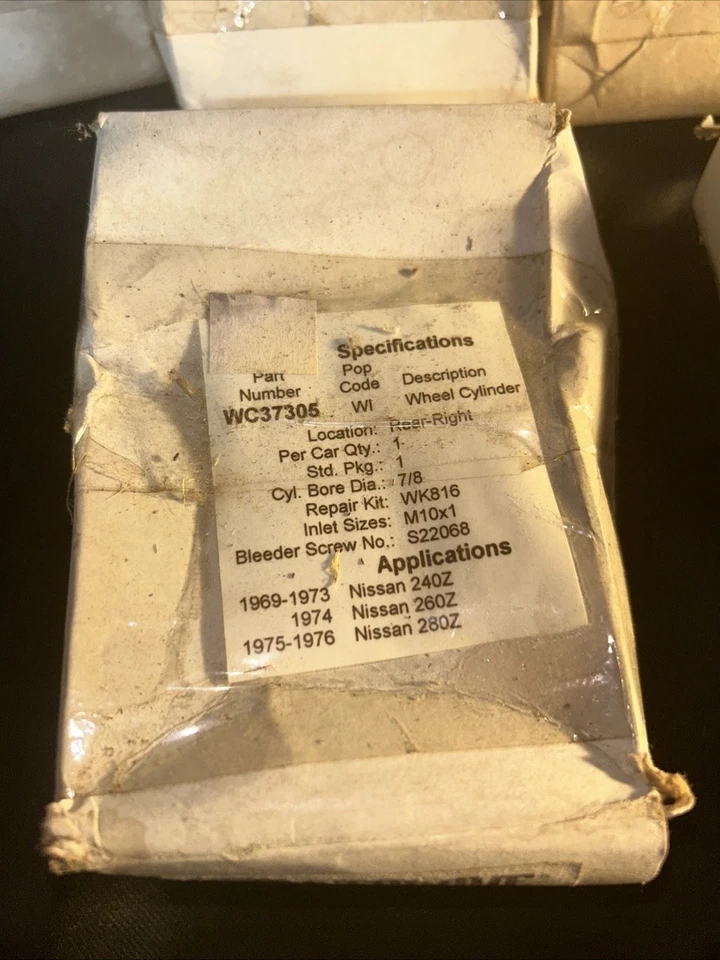 Specifications
Part Number Pop Code Description
WC37305 WI Wheel Cylinder
Location: Rear-Right
Per Car Qty.: 1
Std. Pkg.: 1
Cyl. Bore Dia.: 7/8
Repair Kit: WK816
Inlet Sizes: M10x1
Bleeder Screw No.: S22068
Applications
1969-1973 Nissan 240Z
1974 Nissan 260Z
1975-1976 Nissan 280Z